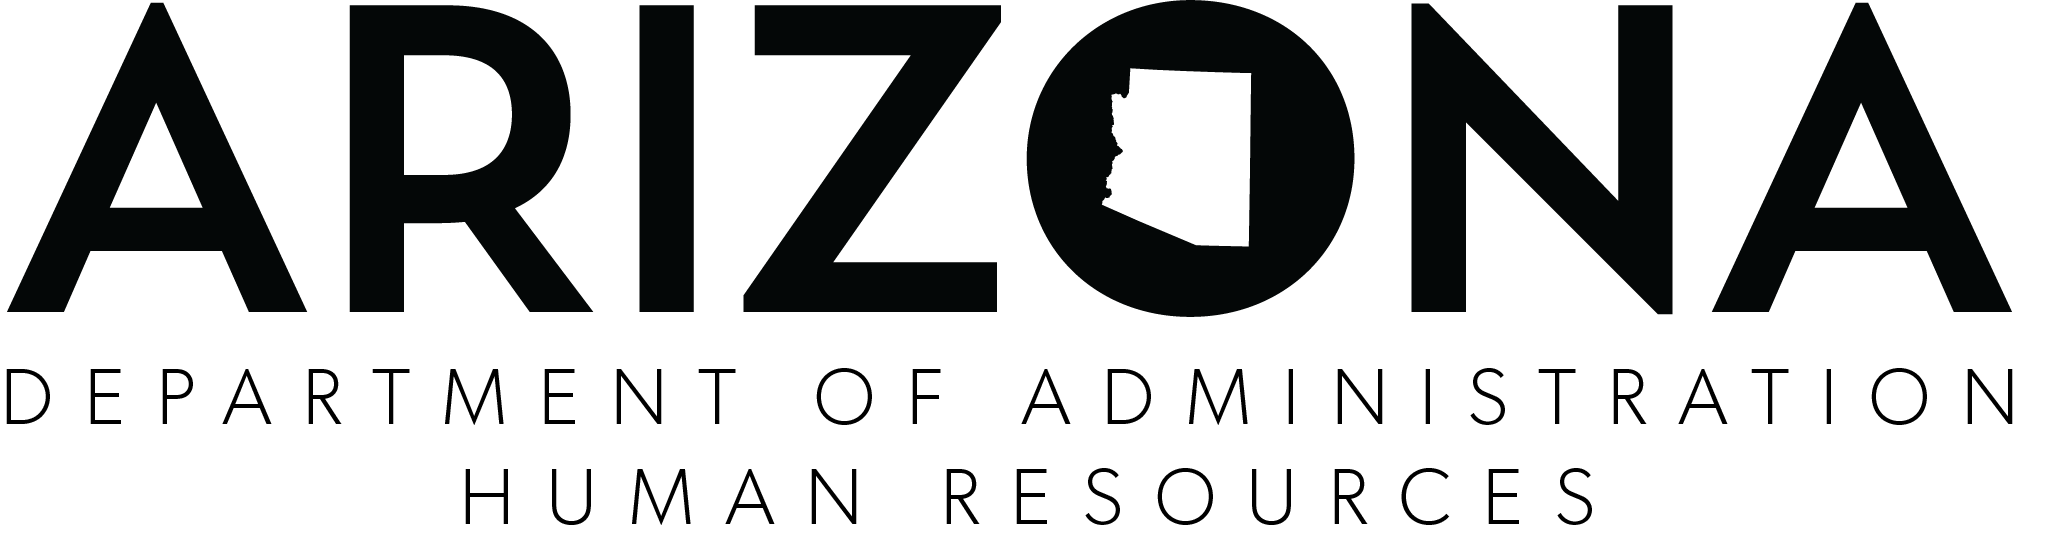 ARIZONA
DEPARTMENT OF ADMINISTRATION
HUMAN RESOURCES